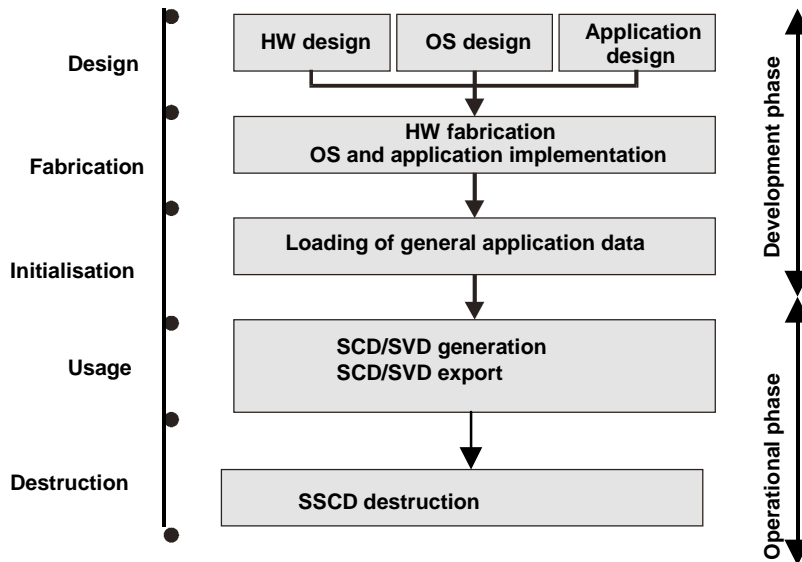 Design
HW design
OS design
Application
design
Fabrication
HW fabrication
OS and application implementation
Initialisation
Loading of general application data
Development phase
Usage
SCD/SVD generation
SCD/SVD export
Destruction
SSCD destruction
Operational phase